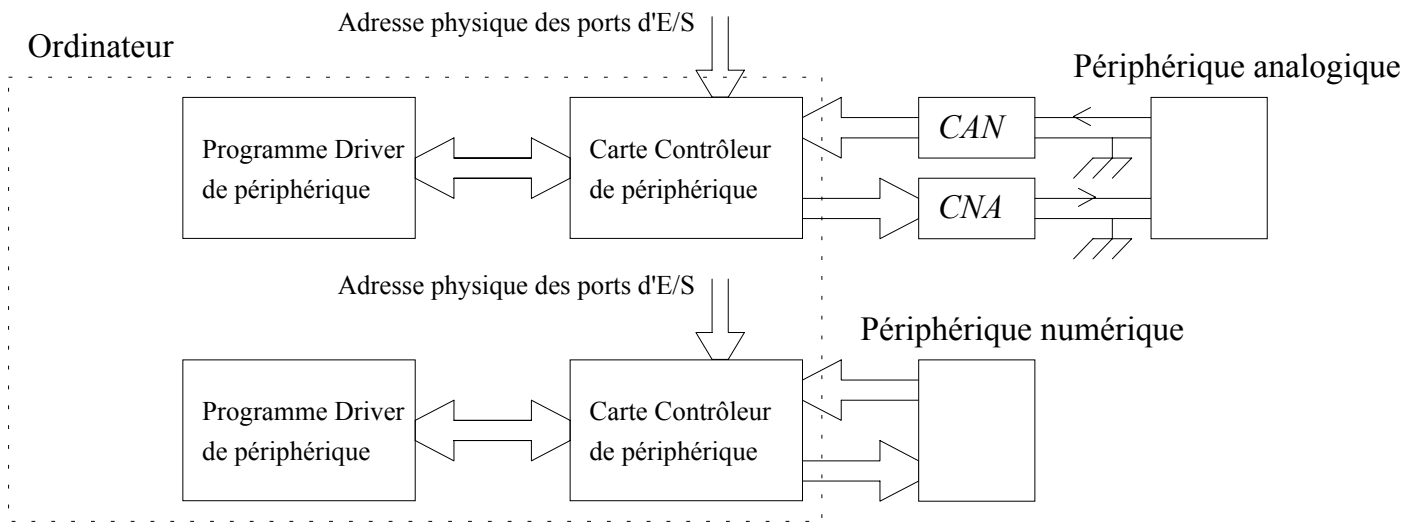 Adresse physique des ports d'E/S
Ordinateur
Périphérique analogique
Programme Driver
de périphérique
Carte Contrôleur
de périphérique
CAN
CNA
Adresse physique des ports d'E/S
Périphérique numérique
Programme Driver
de périphérique
Carte Contrôleur
de périphérique